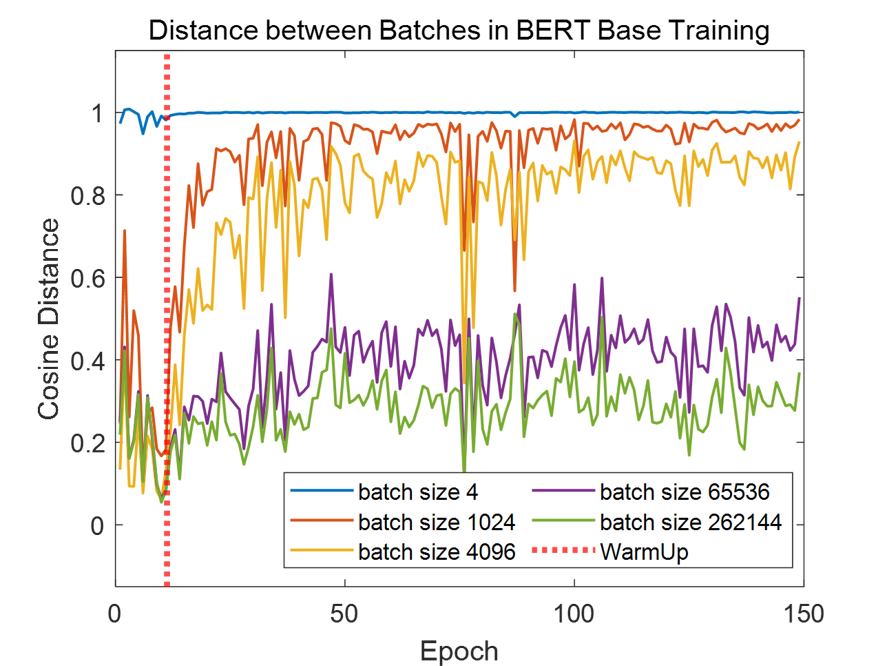 Distance between Batches in BERT Base Training
Cosine Distance
1
0.8
0.6
0.4
0.2
0
batch size 4
batch size 1024
batch size 4096
batch size 65536
batch size 262144
WarmUp
0
50
100
150
Epoch